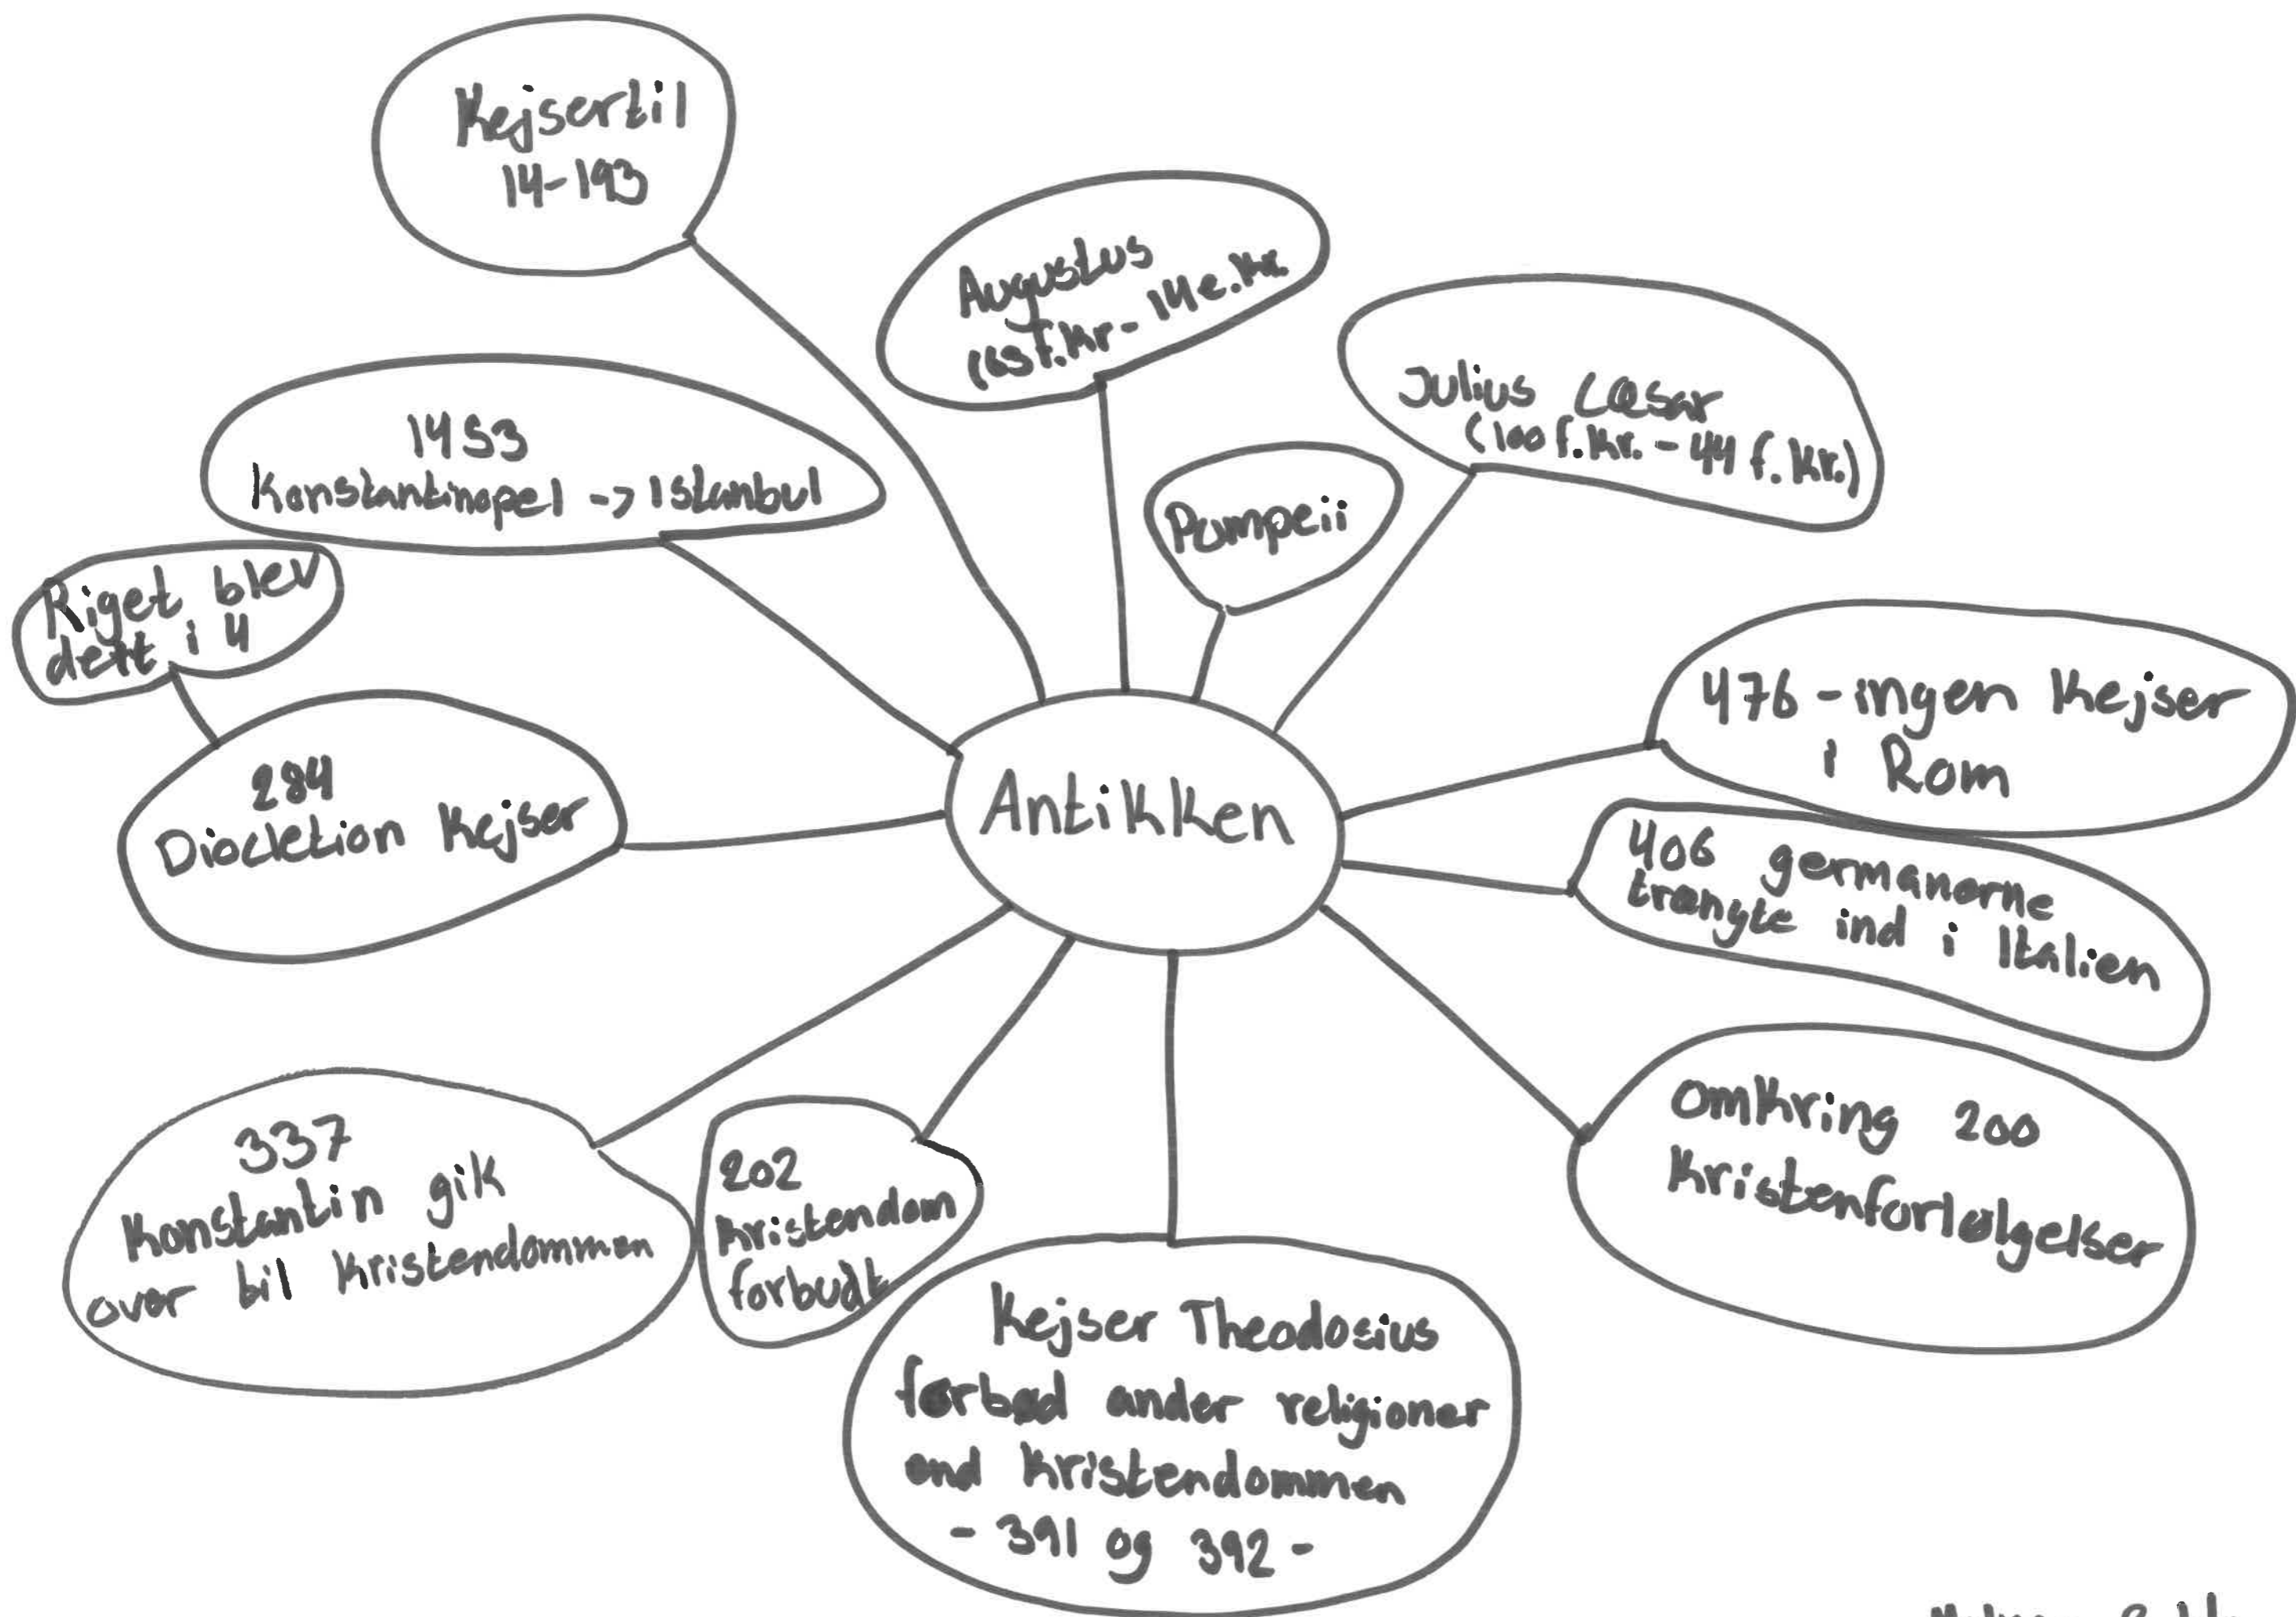 Kejsertil
14-193
Augustus
(63 f.Kr- 14 e.Kr.
Julius Cæsar
(100 f.Kr. - 44 f.Kr.)
Pompeii
1453
Konstantinopel -> Istanbul
Riget blev
delt i 4
284
Diocletion Kejser
Antikken
476 - ingen Kejser
i Rom
406 germanerne
trængte ind i Italien
omkring 200
Kristenforfølgelser
337
Konstantin gik
over til Kristendommen
202
Kristendom
forbudt
Kejser Theodosius
forbød ander religioner
end Kristendommen
- 391 og 392 -